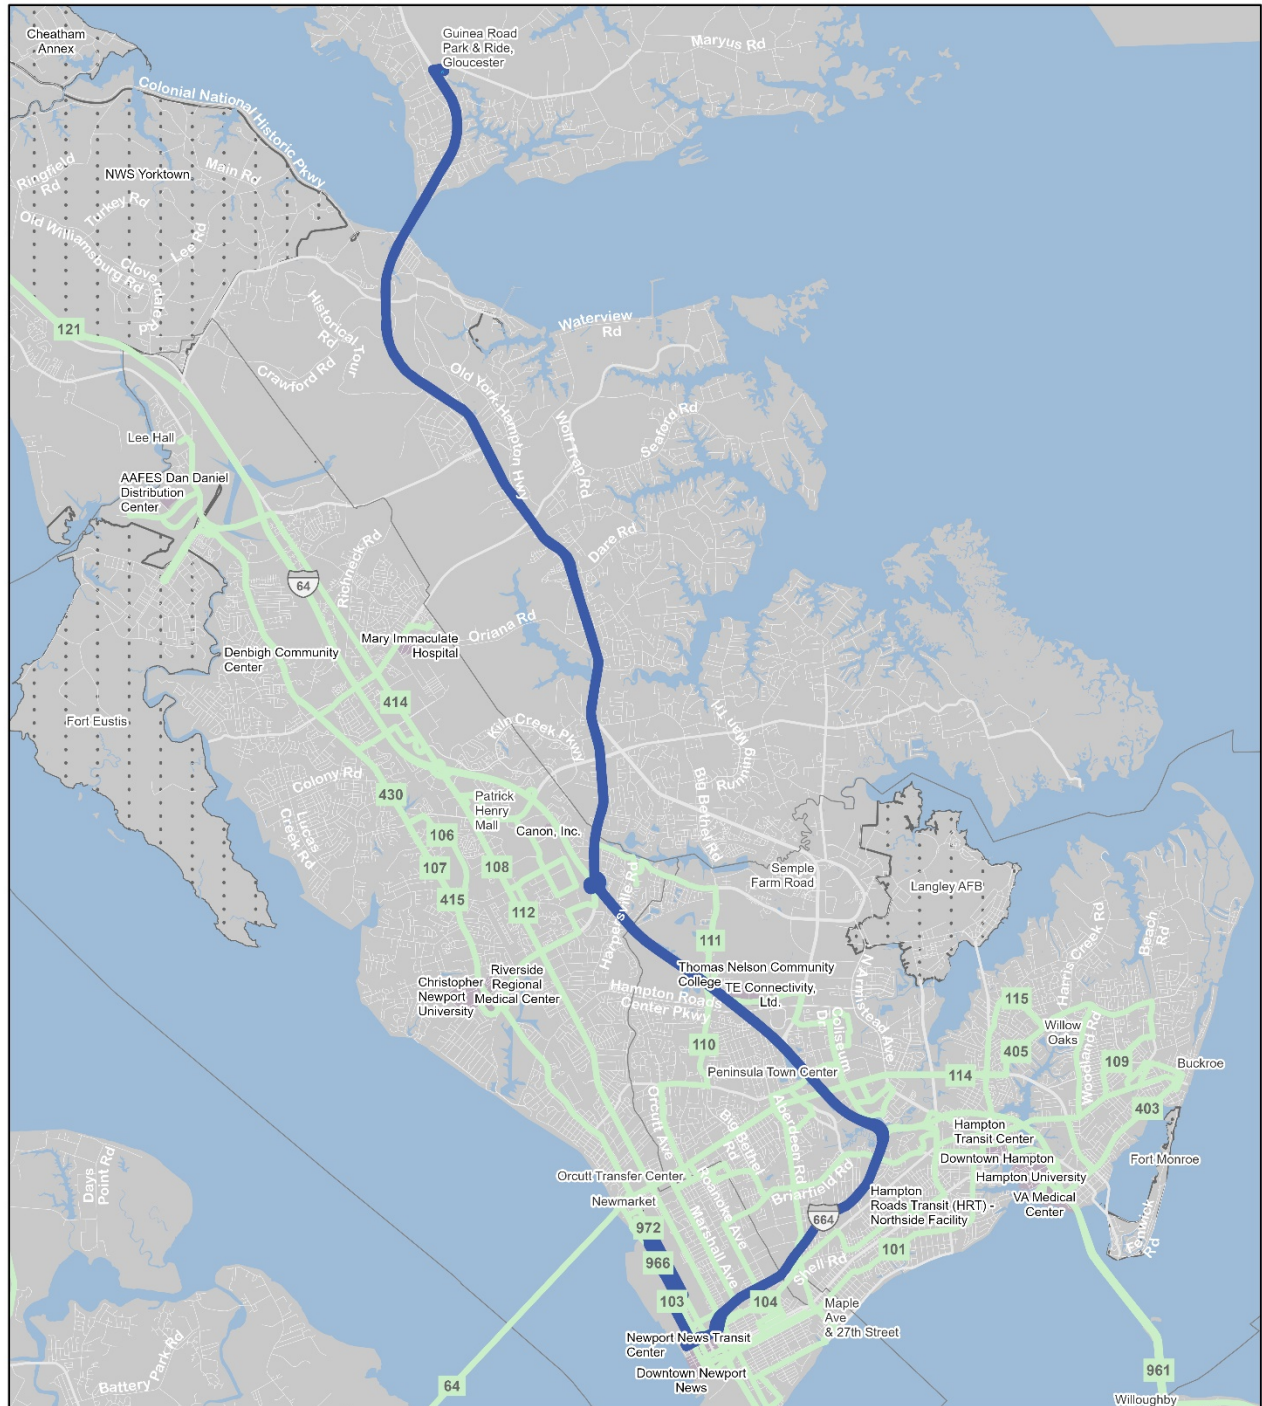 Cheatham
Annex
Guinea Road
Park & Ride,
Gloucester
Maryus Rd
Colonial National Historic Pkwy
Ringfield
Rd
NWS Yorktown
Main Rd
Turkey Rd
Old Williamsburg Rd
Lee Rd
Cloverdale Rd
121
Historical Tour
Rd
Crawford Rd
Waterview
Rd
Old York-Hampton Hwy
Wolf Trap Rd
Seaford Rd
Lee Hall
AAFES Dan Daniel
Distribution
Center
Dare Rd
64
Richneck Rd
Oriana Rd
Mary Immaculate
Hospital
Denbigh Community
Center
414
Fort Eustis
Kiln Creek Pkwy
Running Man Trl
Big Bethel Rd
Colony Rd
Lucas
Creek Rd
430
Patrick
Henry
Mall
Canon, Inc.
106
107
108
415
112
Semple
Farm Road
Langley AFB
Harpersville Rd
111
Harris Creek Rd
Beach
Rd
Thomas Nelson Community
College
TE Connectivity,
Ltd.
Hampton Roads
Center Pkwy
N Armstead Ave
Coliseum
Dr
Christopher
Newport
University
Riverside
Regional
Medical Center
115
Willow
Oaks
Woodland Rd
405
109
110
114
Buckroe
Peninsula Town Center
403
Orcutt Ave
Big Bethel
Rd
Aberdeen Rd
Hampton
Transit Center
Downtown Hampton
Fort Monroe
Hampton University
VA Medical
Center
Days
Point Rd
Orcutt Transfer Center
Newmarket
Roanoke Ave
Briarfield Rd
Hampton
Roads Transit (HRT) -
Northside Facility
Fenwick
Rd
664
972
966
Marshall Ave
101
Shell Rd
103
104
Maple
Ave
& 27th Street
Newport News Transit
Center
Downtown Newport
News
Battery Park Rd
64
961
Willoughby